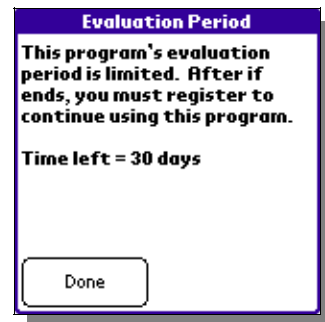 Evaluation Period
This program's evaluation
period is limited. After if
ends, you must register to
continue using this program.
Time left = 30 days
Done